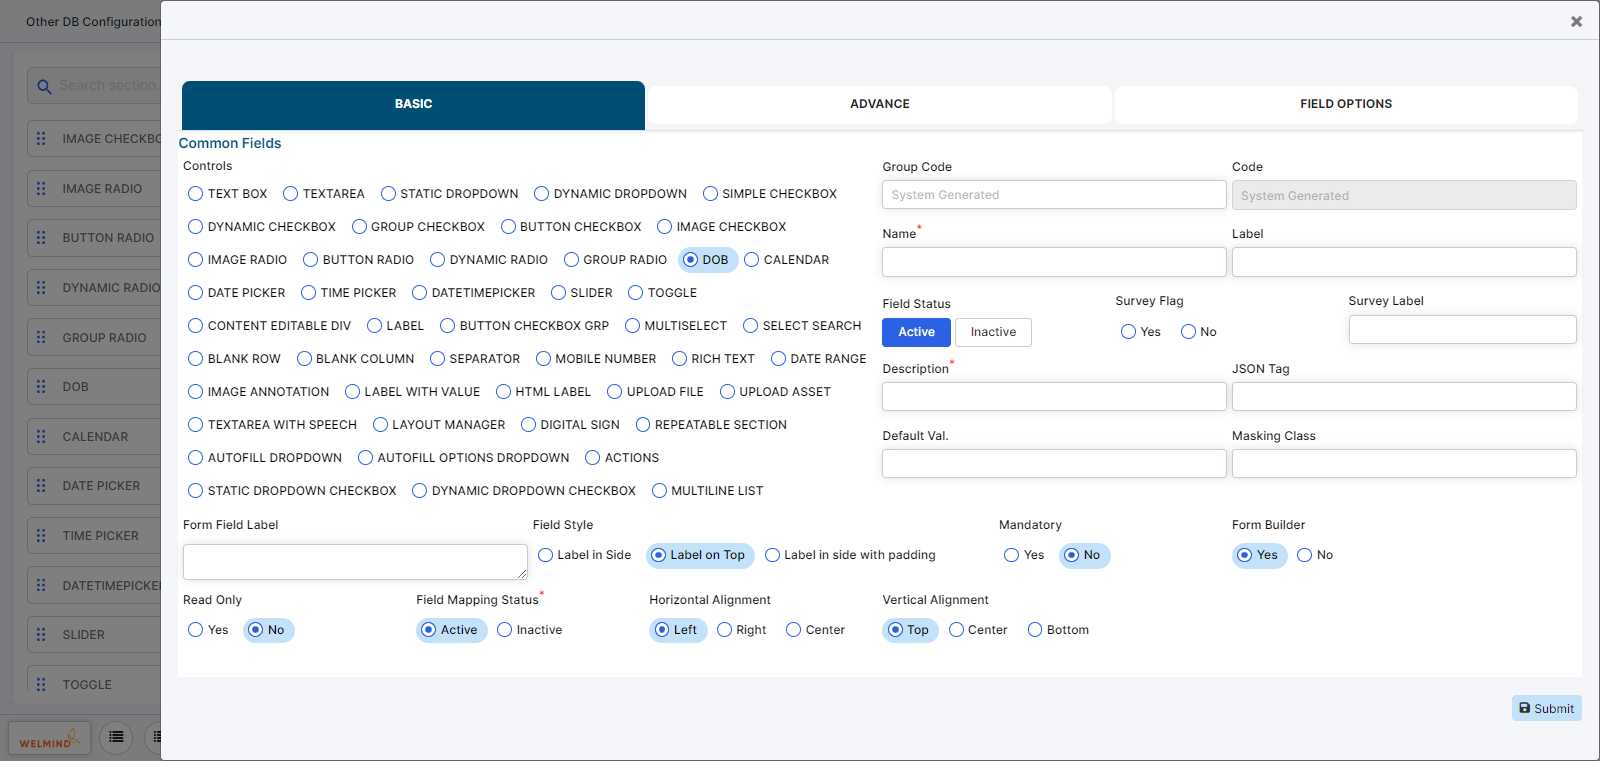 Other DB Configuration
×
Search section
IMAGE CHECKBO
IMAGE RADIO
BUTTON RADIO
DYNAMIC RADIO
GROUP RADIO
DOB
CALENDAR
DATE PICKER
TIME PICKER
DATETIMEPICKE
SLIDER
TOGGLE
WELMIND
BASIC
ADVANCE
FIELD OPTIONS
Common Fields
Controls
TEXT BOX TEXTAREA STATIC DROPDOWN DYNAMIC DROPDOWN SIMPLE CHECKBOX
DYNAMIC CHECKBOX GROUP CHECKBOX BUTTON CHECKBOX IMAGE CHECKBOX
IMAGE RADIO BUTTON RADIO DYNAMIC RADIO GROUP RADIO DOB CALENDAR
DATE PICKER TIME PICKER DATETIMEPICKER SLIDER TOGGLE
CONTENT EDITABLE DIV LABEL BUTTON CHECKBOX GRP MULTISELECT SELECT SEARCH
BLANK ROW BLANK COLUMN SEPARATOR MOBILE NUMBER RICH TEXT DATE RANGE
IMAGE ANNOTATION LABEL WITH VALUE HTML LABEL UPLOAD FILE UPLOAD ASSET
TEXTAREA WITH SPEECH LAYOUT MANAGER DIGITAL SIGN REPEATABLE SECTION
AUTOFILL DROPDOWN AUTOFILL OPTIONS DROPDOWN ACTIONS
STATIC DROPDOWN CHECKBOX DYNAMIC DROPDOWN CHECKBOX MULTILINE LIST
Group Code Code
System Generated System Generated
Name* Label
Field Status Survey Flag Survey Label
Active Inactive Yes No
Description* JSON Tag
Default Val. Masking Class
Form Field Label Field Style Mandatory Form Builder
Label in Side Label on Top Label in side with padding Yes No Yes No
Read Only Field Mapping Status* Horizontal Alignment Vertical Alignment
Yes No Active Inactive Left Right Center Top Center Bottom
Submit